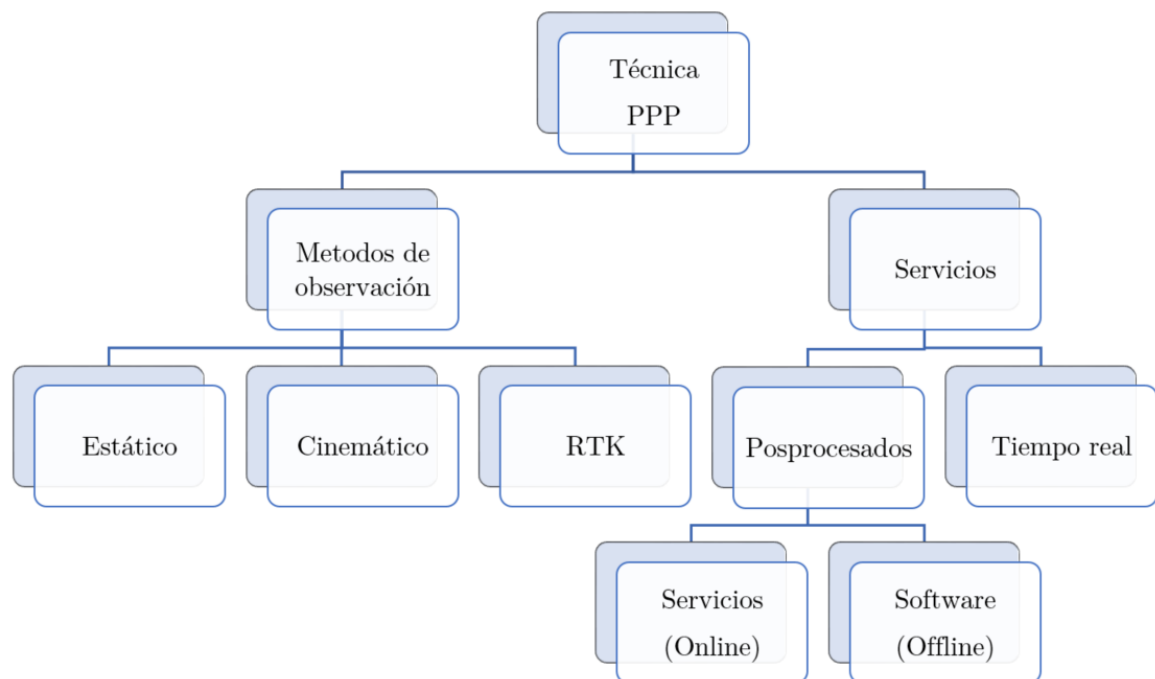 Técnica
PPP
Metodos de
observación
Servicios
Estático
Cinemático
RTK
Posprocesados
Tiempo real
Servicios
(Online)
Software
(Offline)